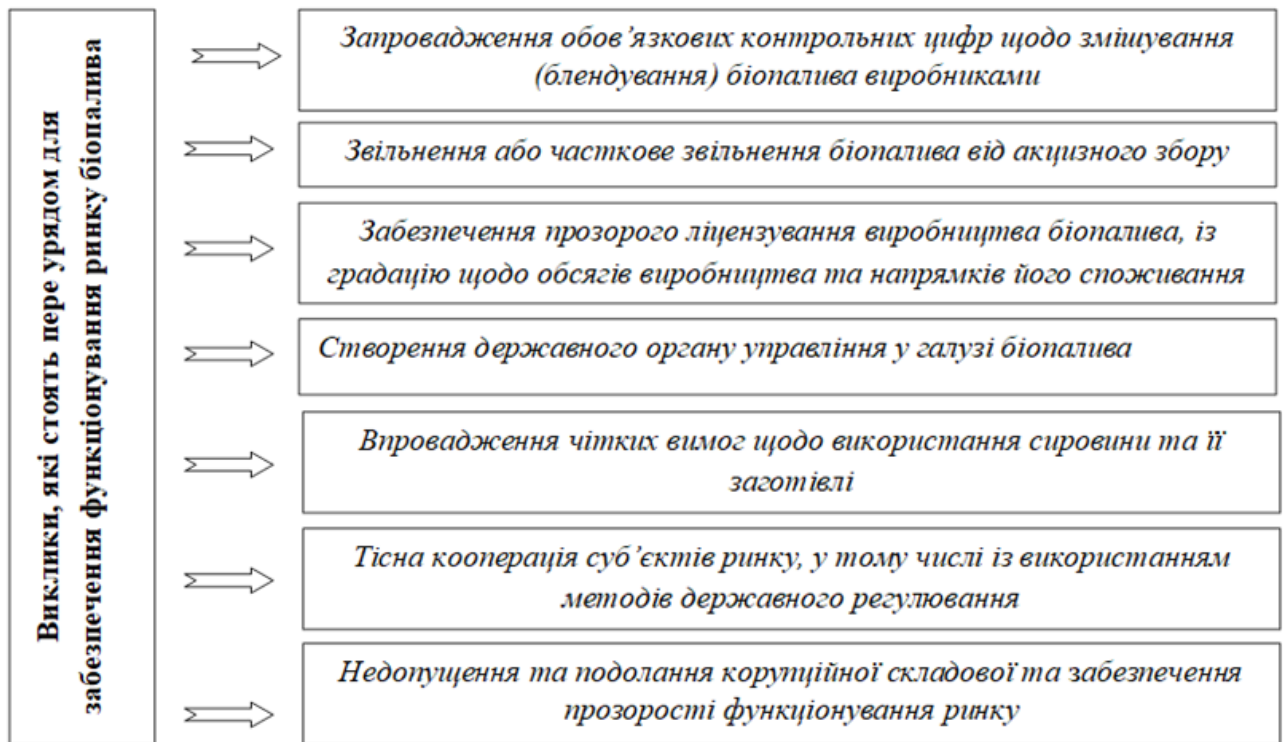 Виклики, які стоять пере урядом для
забезпечення функціонування ринку біопалива
Запровадження обов’язкових контрольних цифр щодо змішування
(блендування) біопалива виробниками
Звільнення або часткове звільнення біопалива від акцизного збору
Забезпечення прозорого ліцензування виробництва біопалива, із
градацію щодо обсягів виробництва та напрямків його споживання
Створення державного органу управління у галузі біопалива
Впровадження чітких вимог щодо використання сировини та її
заготівлі
Тісна кооперація суб’єктів ринку, у тому числі із використанням
методів державного регулювання
Недопущення та подолання корупційної складової та забезпечення
прозорості функціонування ринку